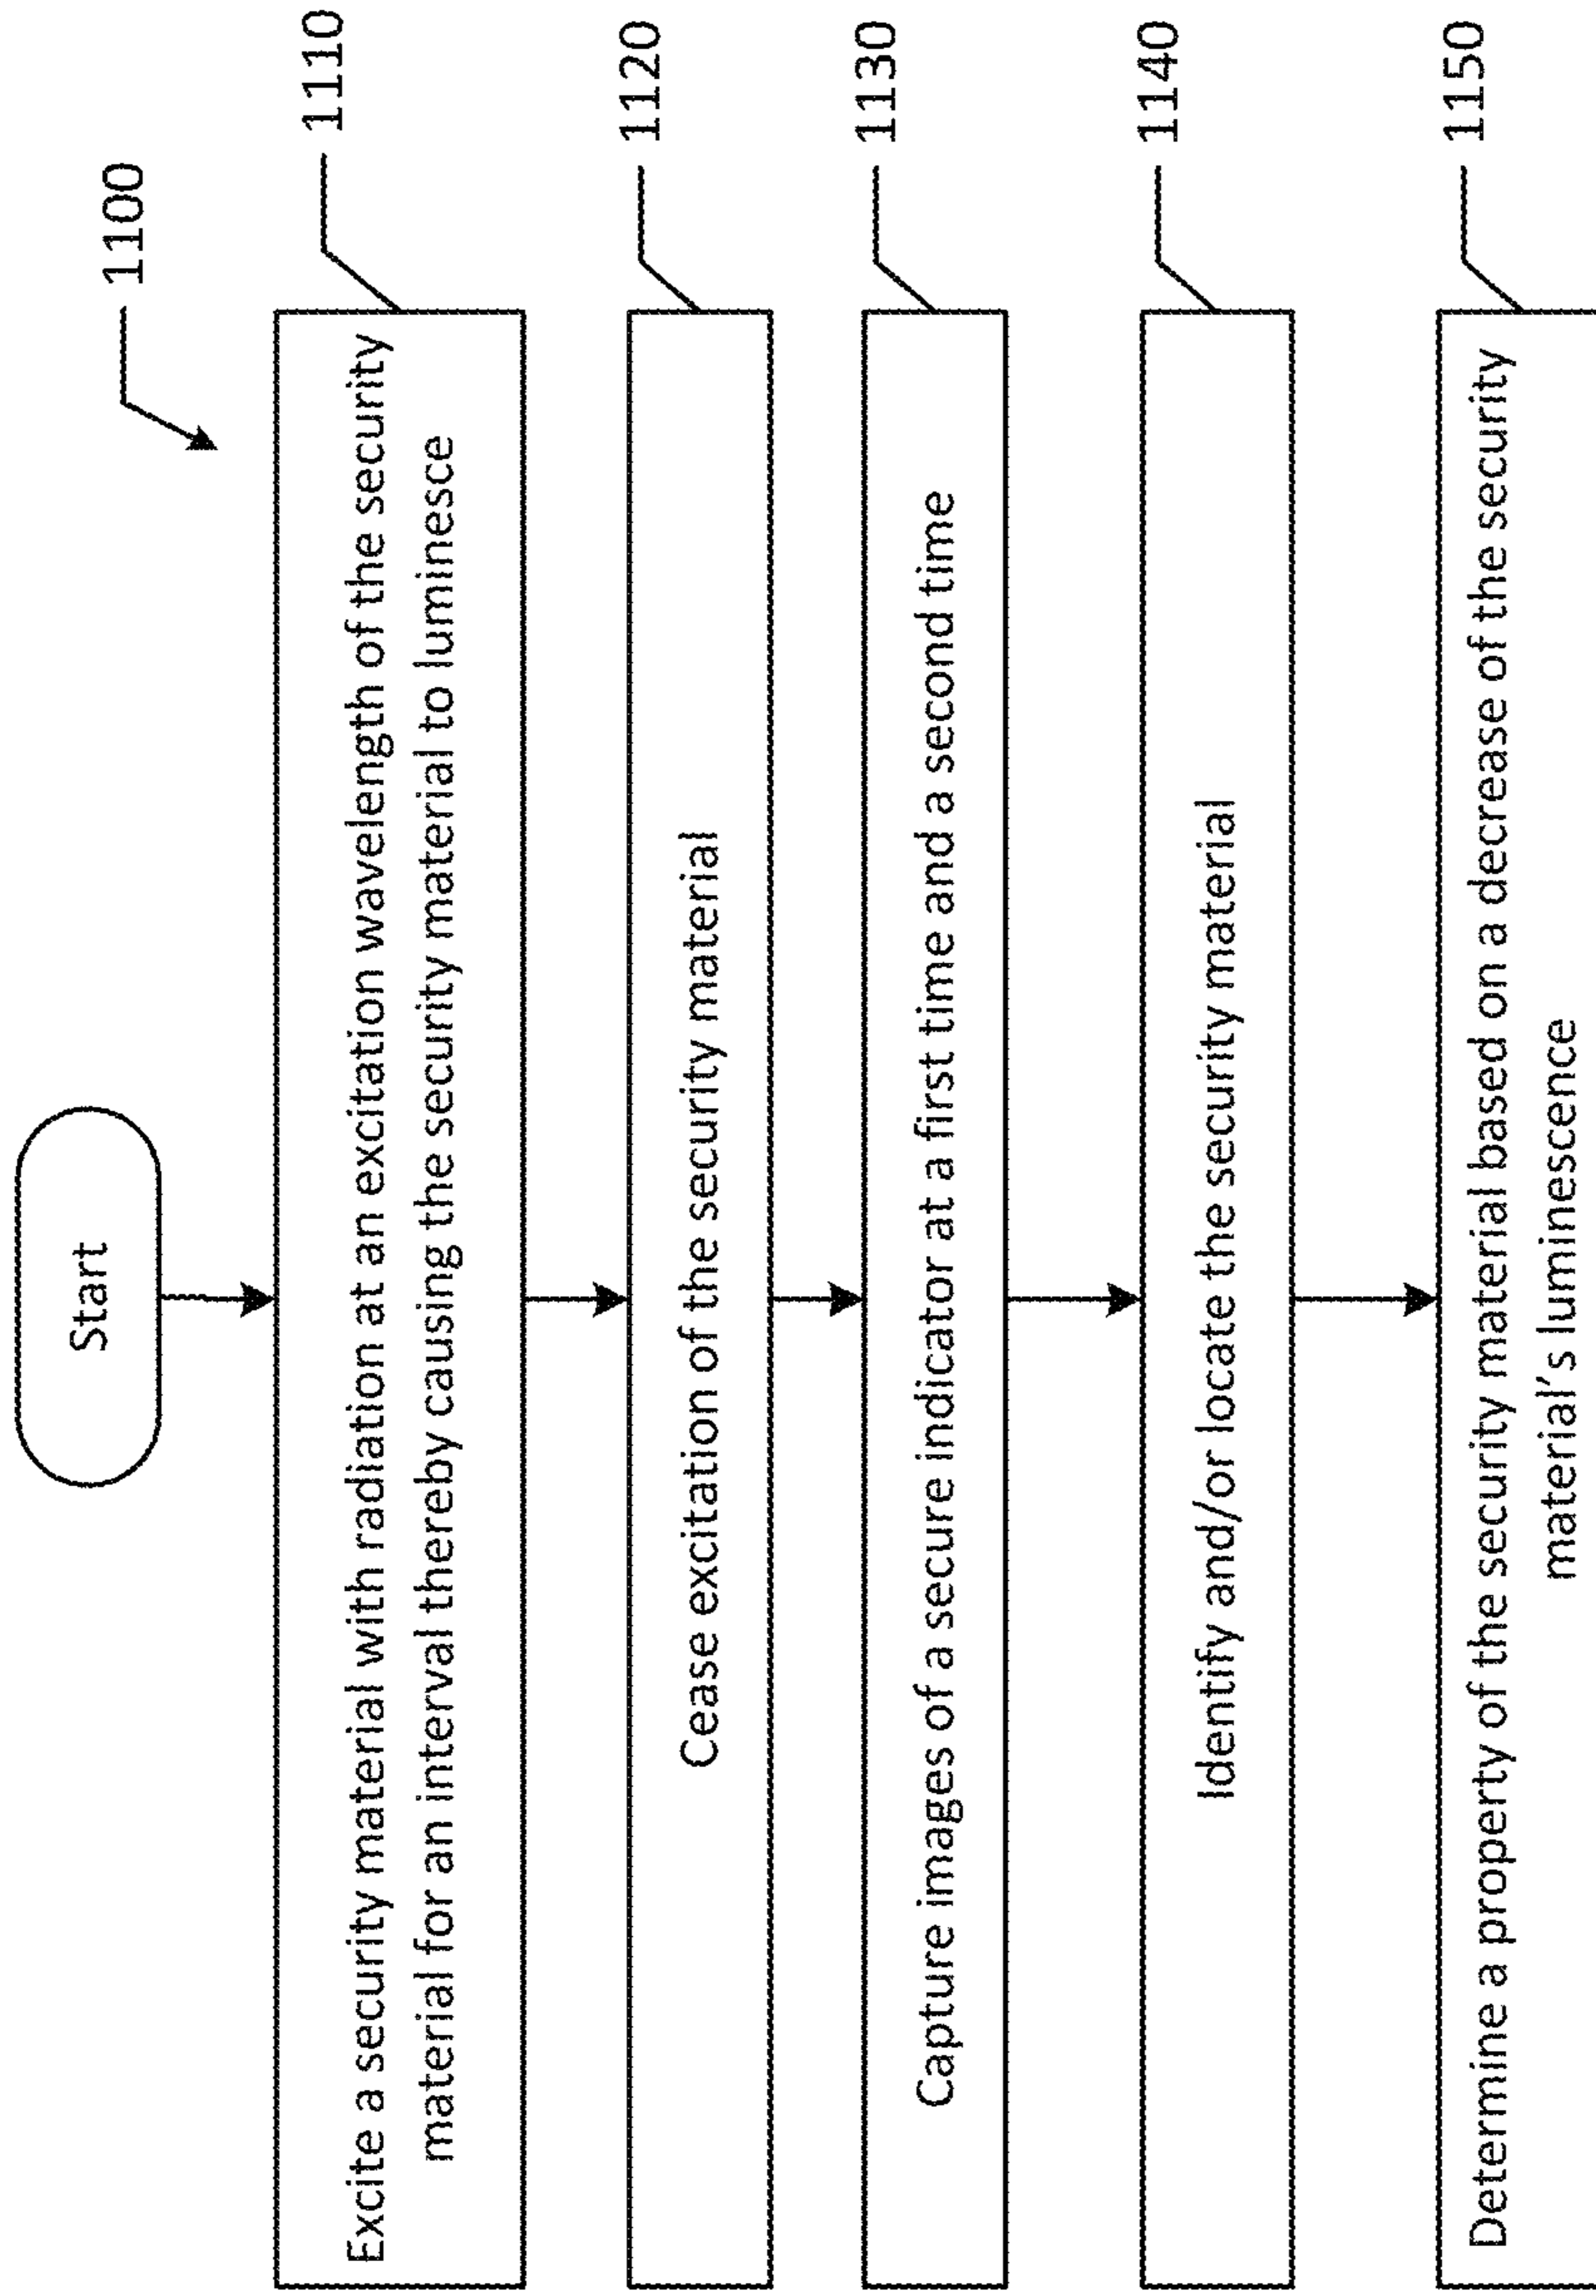 1100
Start
Excite a security material with radiation at an excitation wavelength of the security
material for an interval thereby causing the security material to luminesce
1110
Cease excitation of the security material
1120
Capture images of a secure indicator at a first time and a second time
1130
Identify and/or locate the security material
1140
Determine a property of the security material based on a decrease of the security
material's luminescence
1150